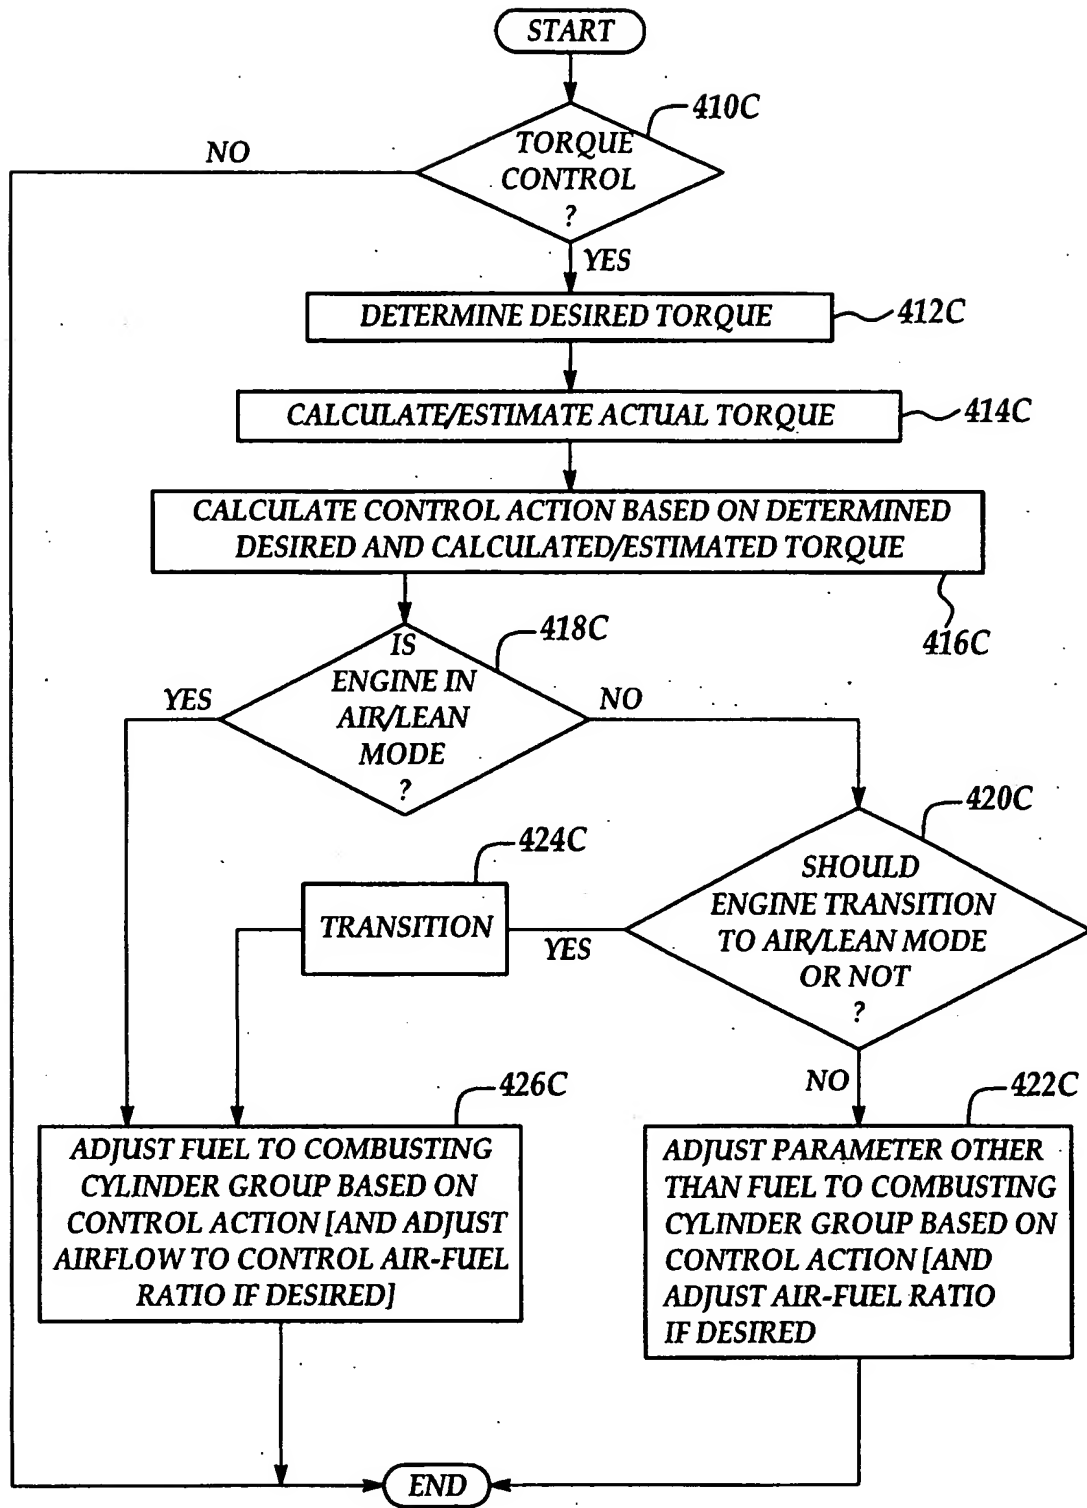 START
410C
NO
TORQUE
CONTROL
?
YES
DETERMINE DESIRED TORQUE
412C
CALCULATE/ESTIMATE ACTUAL TORQUE
414C
CALCULATE CONTROL ACTION BASED ON DETERMINED
DESIRED AND CALCULATED/ESTIMATED TORQUE
416C
418C
IS
ENGINE IN
AIR/LEAN
MODE
?
YES
NO
420C
424C
SHOULD
ENGINE TRANSITION
TO AIR/LEAN MODE
OR NOT
?
TRANSITION
YES
NO
426C
422C
ADJUST FUEL TO COMBUSTING
CYLINDER GROUP BASED ON
CONTROL ACTION [AND ADJUST
AIRFLOW TO CONTROL AIR-FUEL
RATIO IF DESIRED]
ADJUST PARAMETER OTHER
THAN FUEL TO COMBUSTING
CYLINDER GROUP BASED ON
CONTROL ACTION [AND
ADJUST AIR-FUEL RATIO
IF DESIRED
END